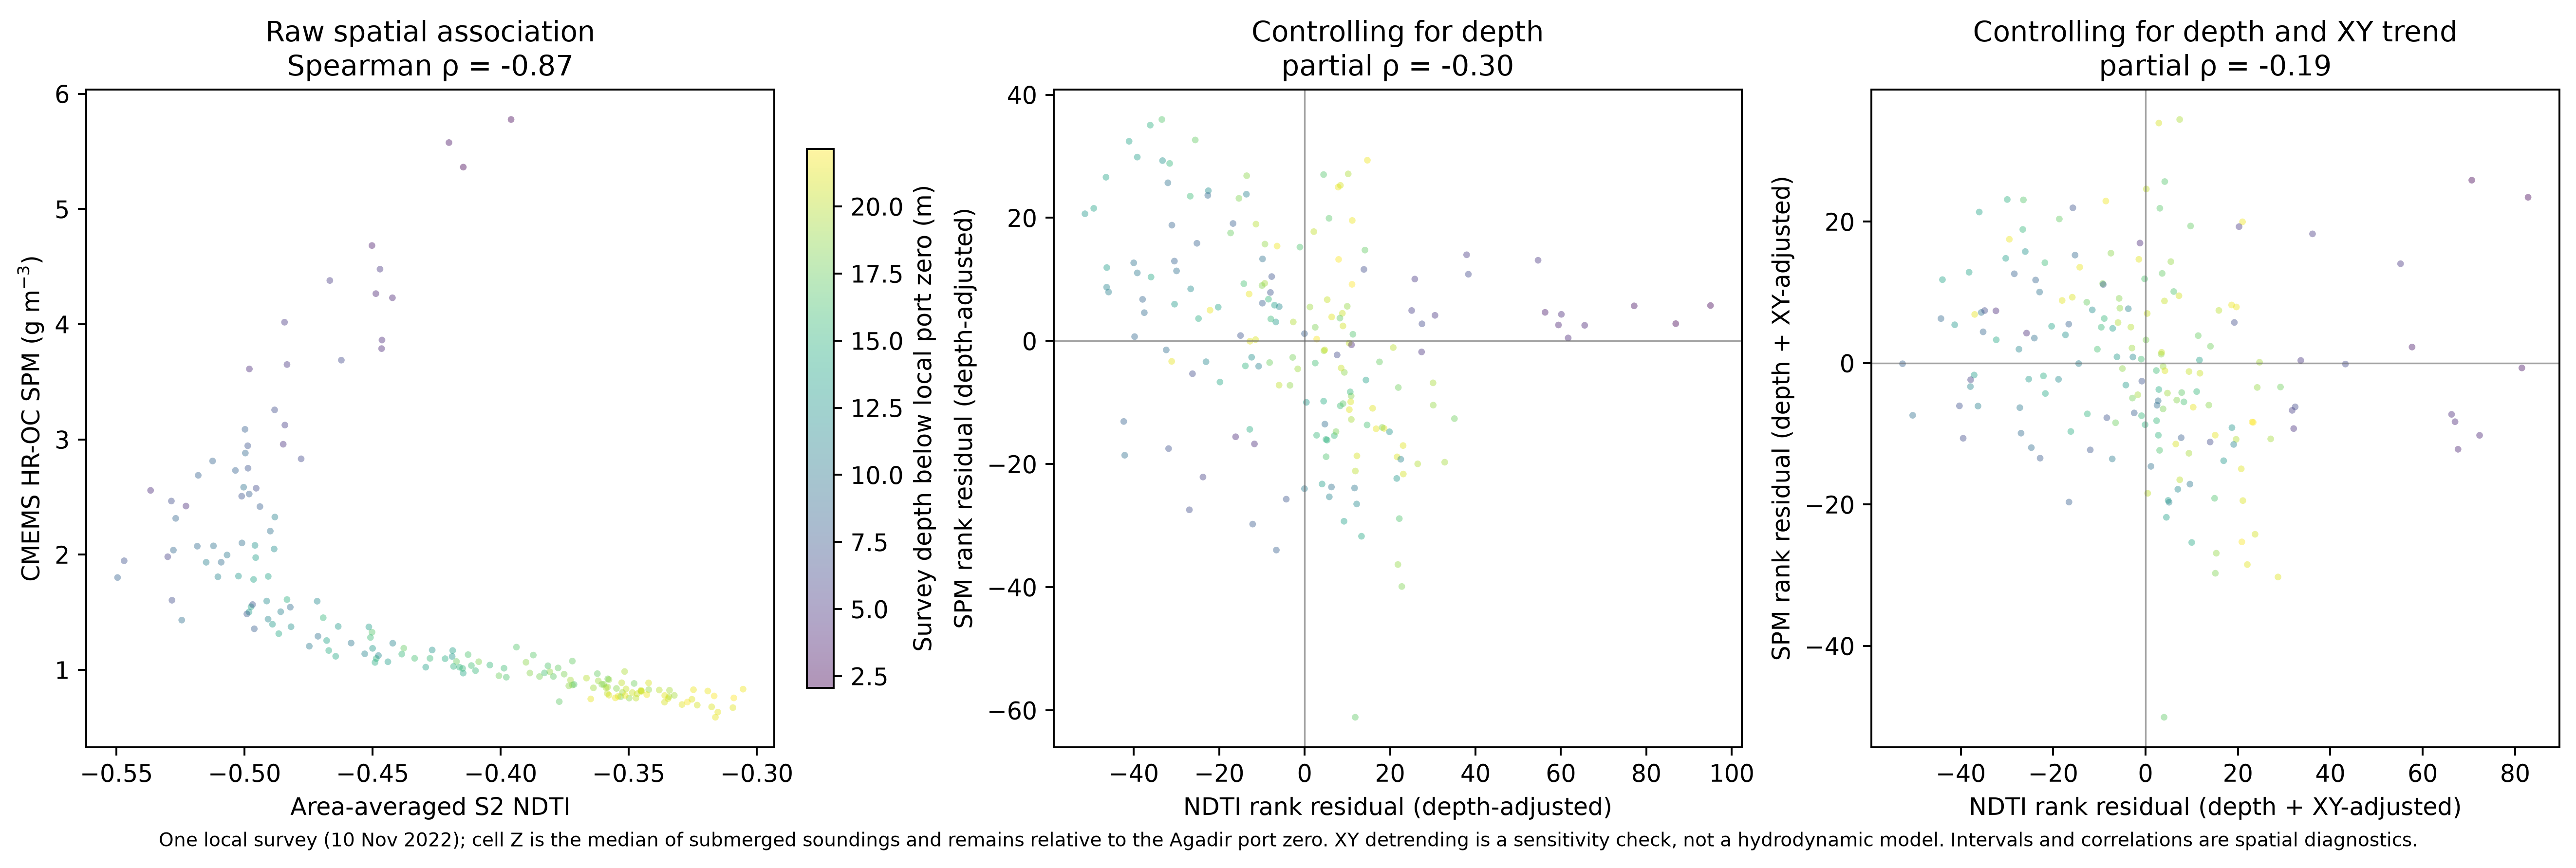 Raw spatial association
Spearman ρ = -0.87
CMEMS HR-OC SPM (g m⁻³)
6
5
4
3
2
1
−0.55 −0.50 −0.45 −0.40 −0.35 −0.30
Area-averaged S2 NDTI
20.0
17.5
15.0
12.5
10.0
7.5
5.0
2.5
Survey depth below local port zero (m)
Controlling for depth
partial ρ = -0.30
SPM rank residual (depth-adjusted)
40
20
0
−20
−40
−60
−40 −20 0 20 40 60 80 100
NDTI rank residual (depth-adjusted)
Controlling for depth and XY trend
partial ρ = -0.19
SPM rank residual (depth + XY-adjusted)
20
0
−20
−40
−40 −20 0 20 40 60 80
NDTI rank residual (depth + XY-adjusted)
One local survey (10 Nov 2022); cell Z is the median of submerged soundings and remains relative to the Agadir port zero. XY detrending is a sensitivity check, not a hydrodynamic model. Intervals and correlations are spatial diagnostics.